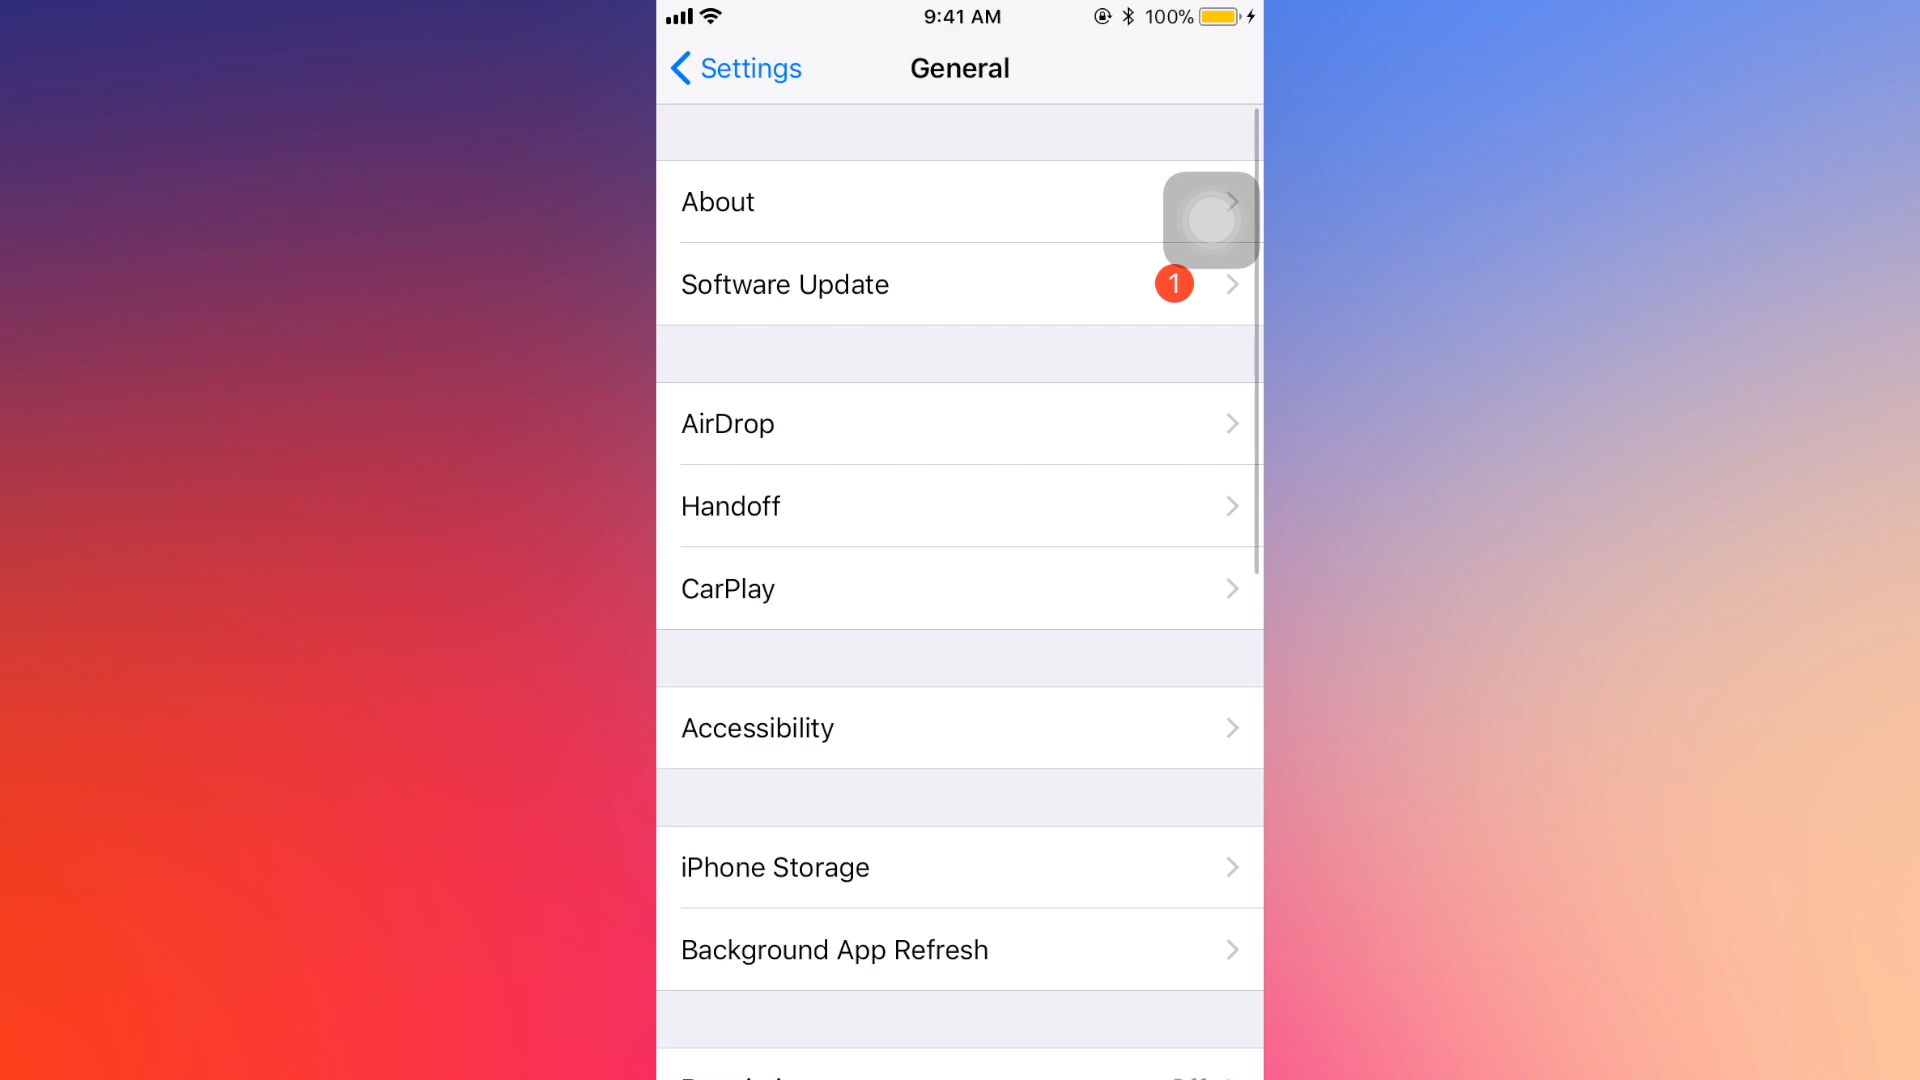 9:41 AM 100%
Settings General
About
Software Update 1
AirDrop
Handoff
CarPlay
Accessibility
iPhone Storage
Background App Refresh